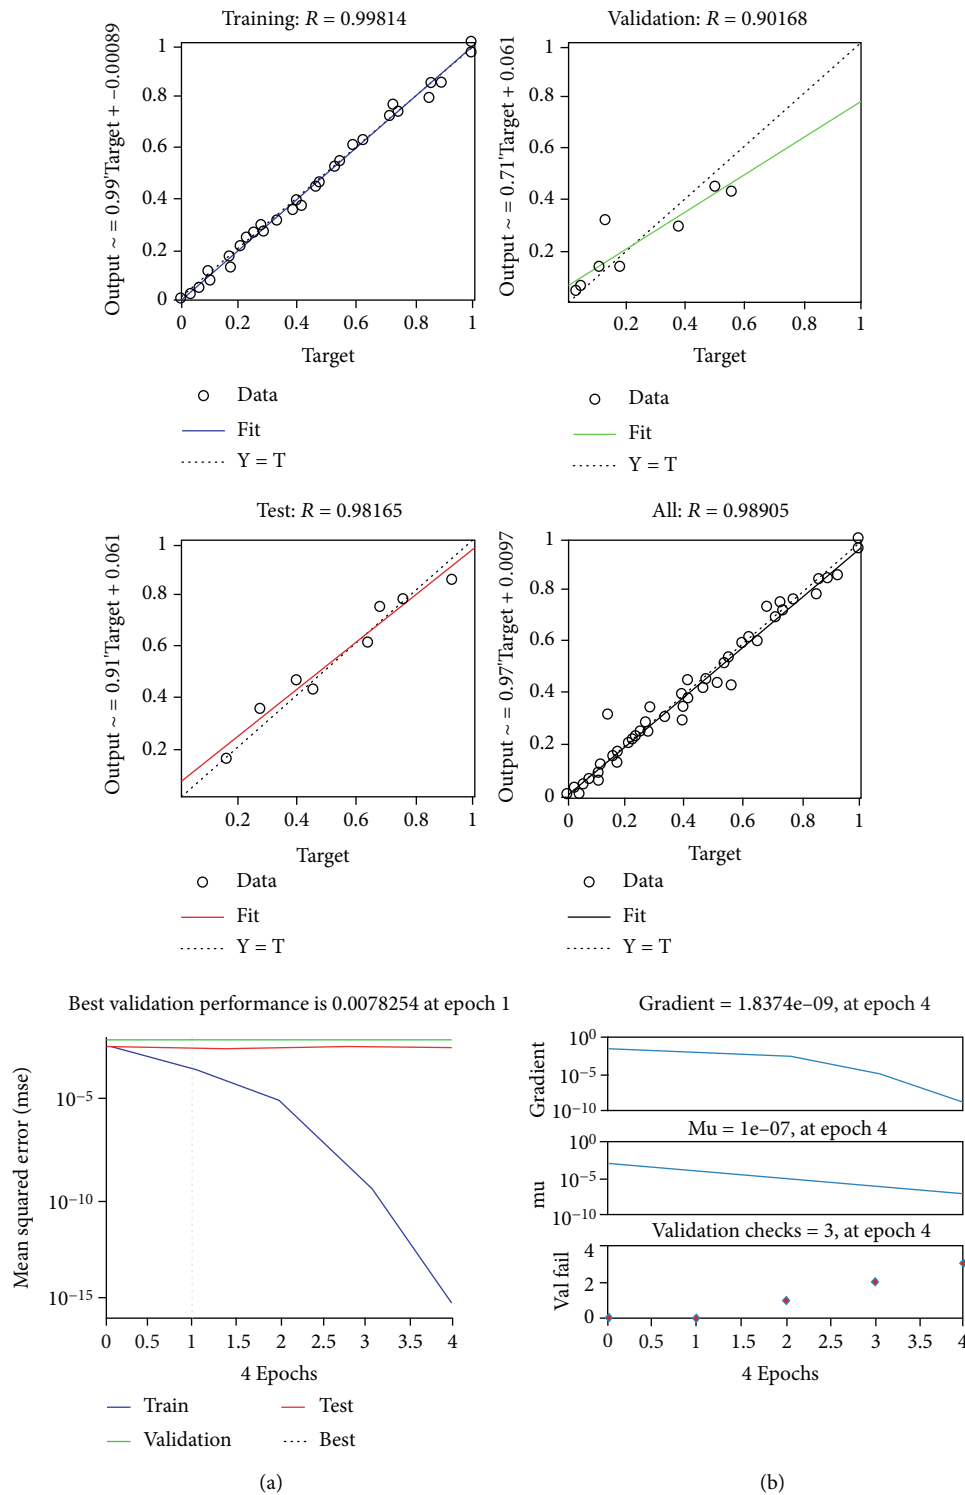 Training: R = 0.99814
Output ~ = 0.99'Target + –0.00089
1
0.8
0.6
0.4
0.2
0
0 0.2 0.4 0.6 0.8 1
Target
Data
Fit
Y = T
Validation: R = 0.90168
Output ~ = 0.71'Target + 0.061
1
0.8
0.6
0.4
0.2
0.2 0.4 0.6 0.8 1
Target
Data
Fit
Y = T
Test: R = 0.98165
Output ~ = 0.91'Target + 0.061
1
0.8
0.6
0.4
0.2
0.2 0.4 0.6 0.8 1
Target
Data
Fit
Y = T
All: R = 0.98905
Output ~ = 0.97'Target + 0.0097
1
0.8
0.6
0.4
0.2
0
0 0.2 0.4 0.6 0.8 1
Target
Data
Fit
Y = T
Best validation performance is 0.0078254 at epoch 1
Mean squared error (mse)
10⁻⁵
10⁻¹⁰
10⁻¹⁵
0 0.5 1 1.5 2 2.5 3 3.5 4
4 Epochs
Train
Test
Validation
Best
(a)
Gradient = 1.8374e–09, at epoch 4
Gradient
10⁰
10⁻⁵
10⁻¹⁰
Mu = 1e–07, at epoch 4
mu
10⁰
10⁻⁵
10⁻¹⁰
Validation checks = 3, at epoch 4
Val fail
4
2
0
0 0.5 1 1.5 2 2.5 3 3.5 4
4 Epochs
(b)